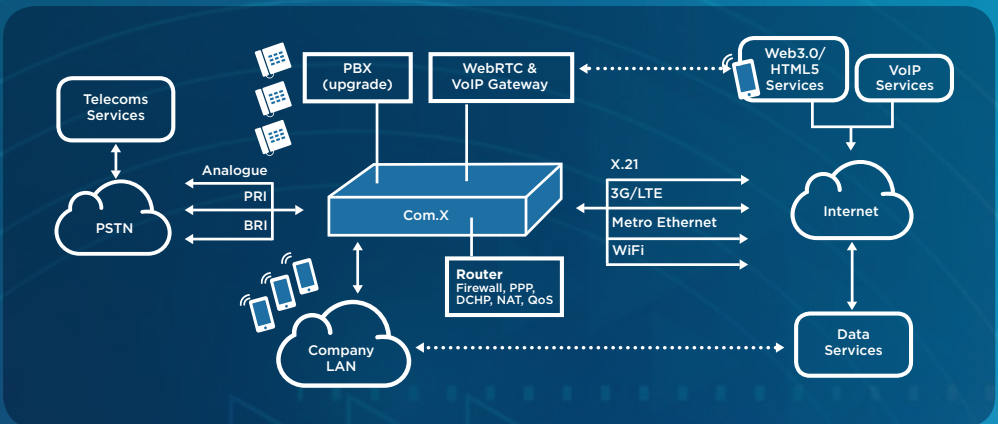 Telecoms
Services
PSTN
Analogue
PRI
BRI
PBX
(upgrade)
WebRTC &
VoIP Gateway
Com.X
Router
Firewall, PPP,
DCHP, NAT, QoS
Company
LAN
X.21
3G/LTE
Metro Ethernet
WiFi
Web3.0/
HTML5
Services
VoIP
Services
Internet
Data
Services